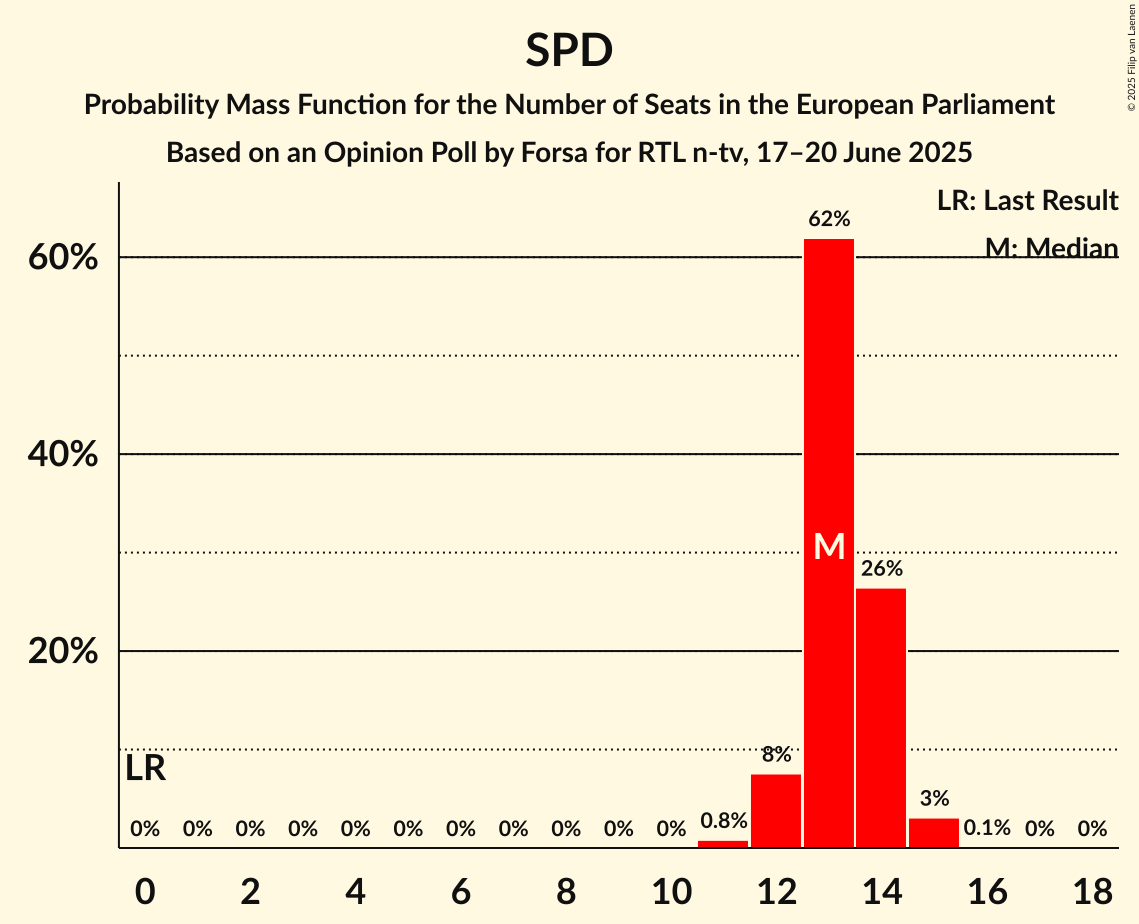 SPD
Probability Mass Function for the Number of Seats in the European Parliament
Based on an Opinion Poll by Forsa for RTL n-tv, 17–20 June 2025
© 2025 Filip van Laenen
LR: Last Result
M: Median
62%
60%
40%
M
26%
20%
8%
LR
3%
0% 0% 0% 0% 0% 0% 0% 0% 0% 0% 0% 0.8% 0.1% 0% 0%
0 2 4 6 8 10 12 14 16 18